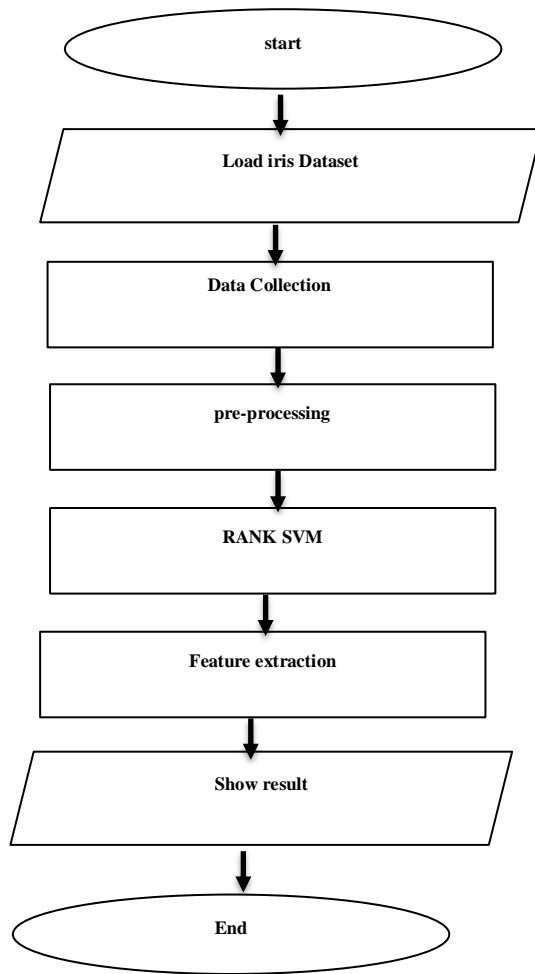 start
Load iris Dataset
Data Collection
pre-processing
RANK SVM
Feature extraction
Show result
End